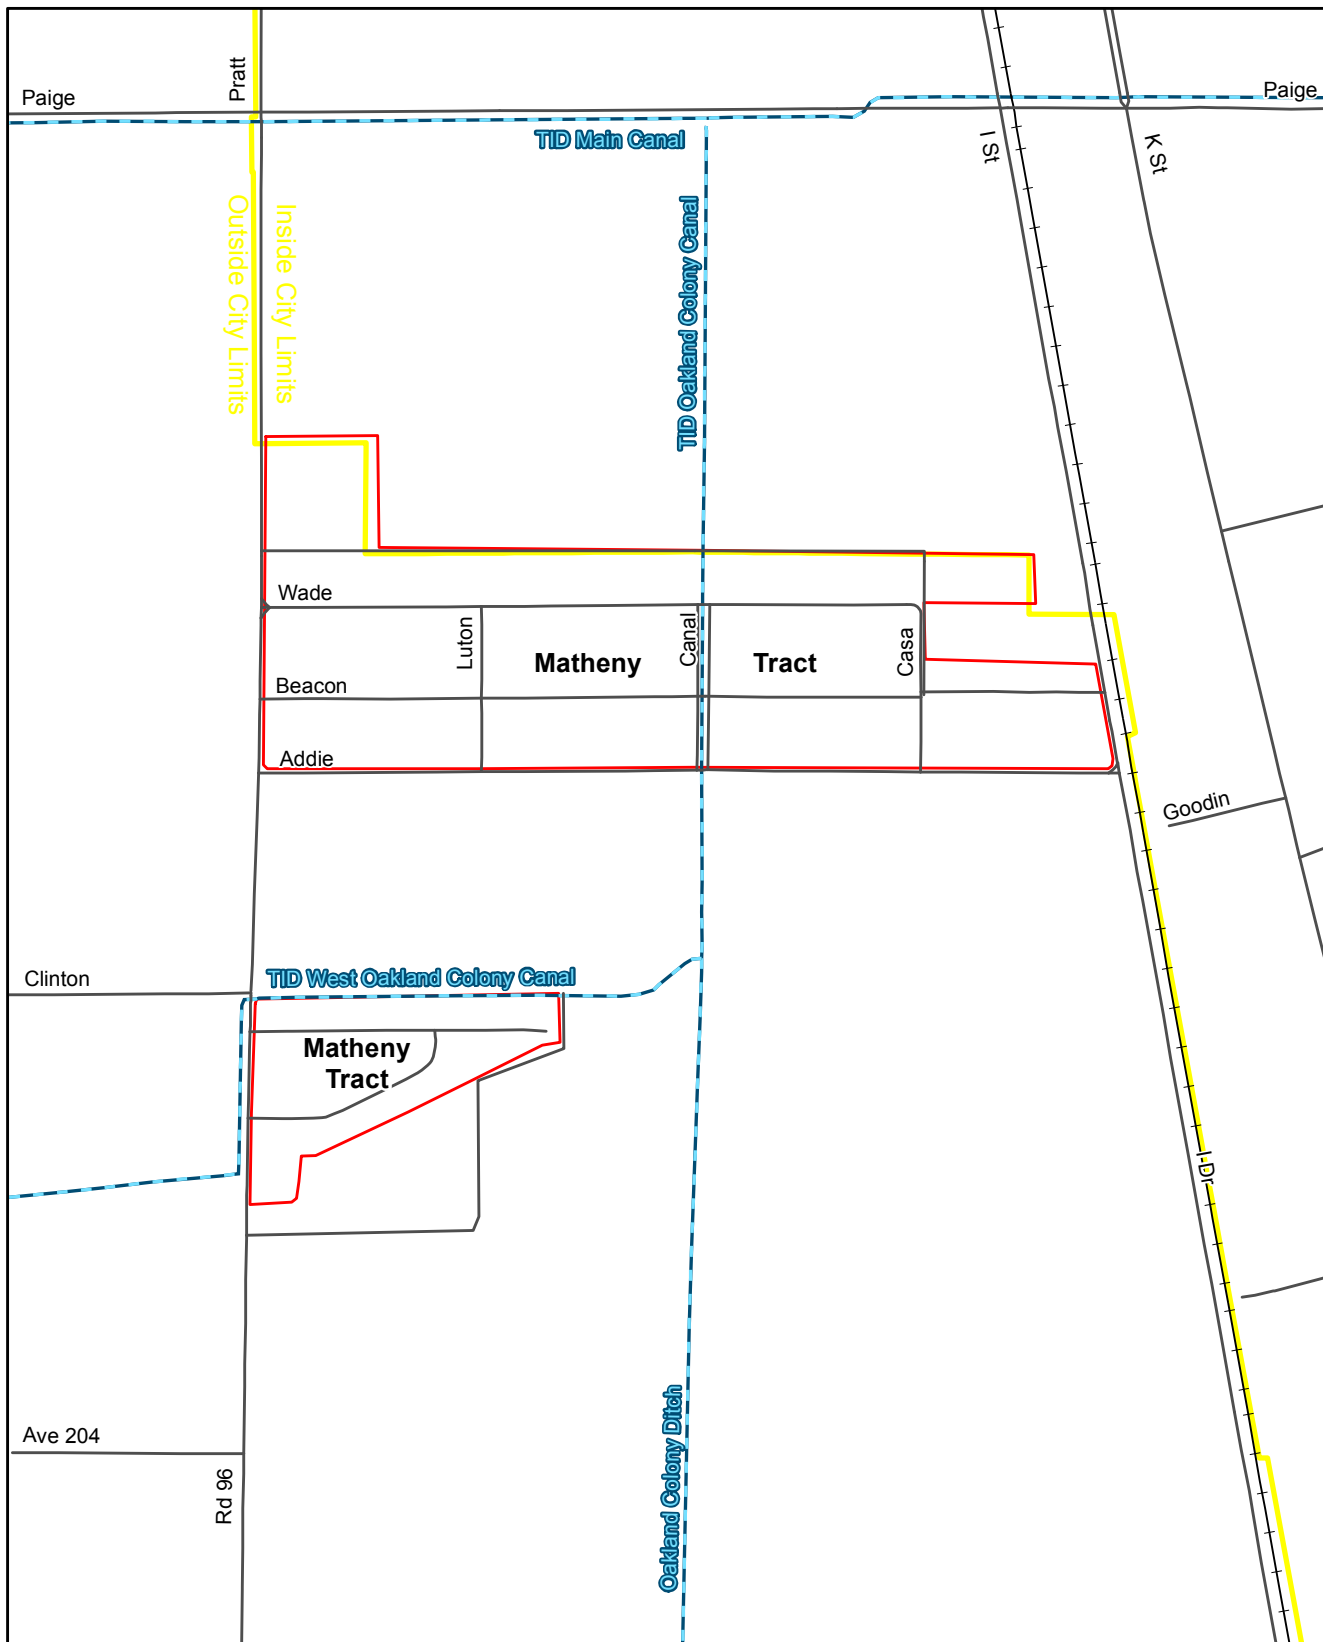 Pratt
Paige
Paige
TID Main Canal
I St
K St
Outside City Limits
Inside City Limits
TID Oakland Colony Canal
Wade
Luton
Canal
Casa
Matheny
Tract
Beacon
Addie
Goodin
Clinton
TID West Oakland Colony Canal
Matheny
Tract
I-Dr
Ave 204
Rd 96
Oakland Colony Ditch